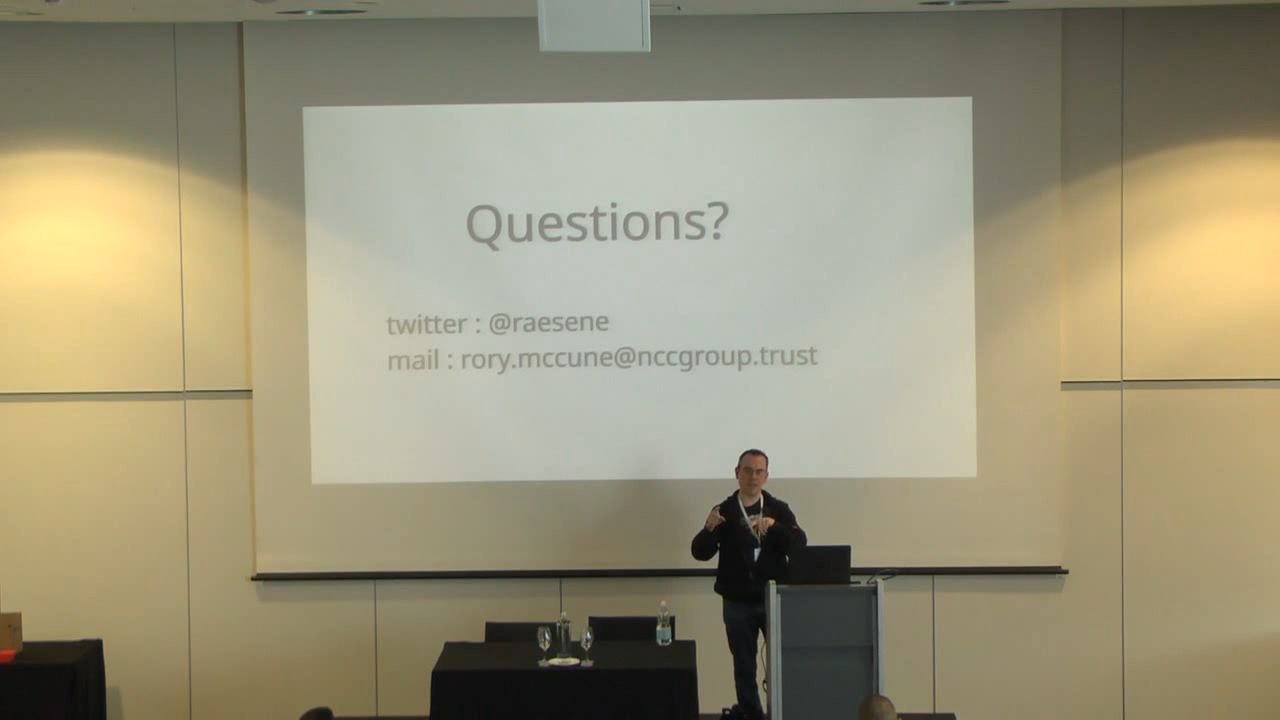 Questions?
twitter : @raesene
mail : rory.mccune@nccgroup.trust